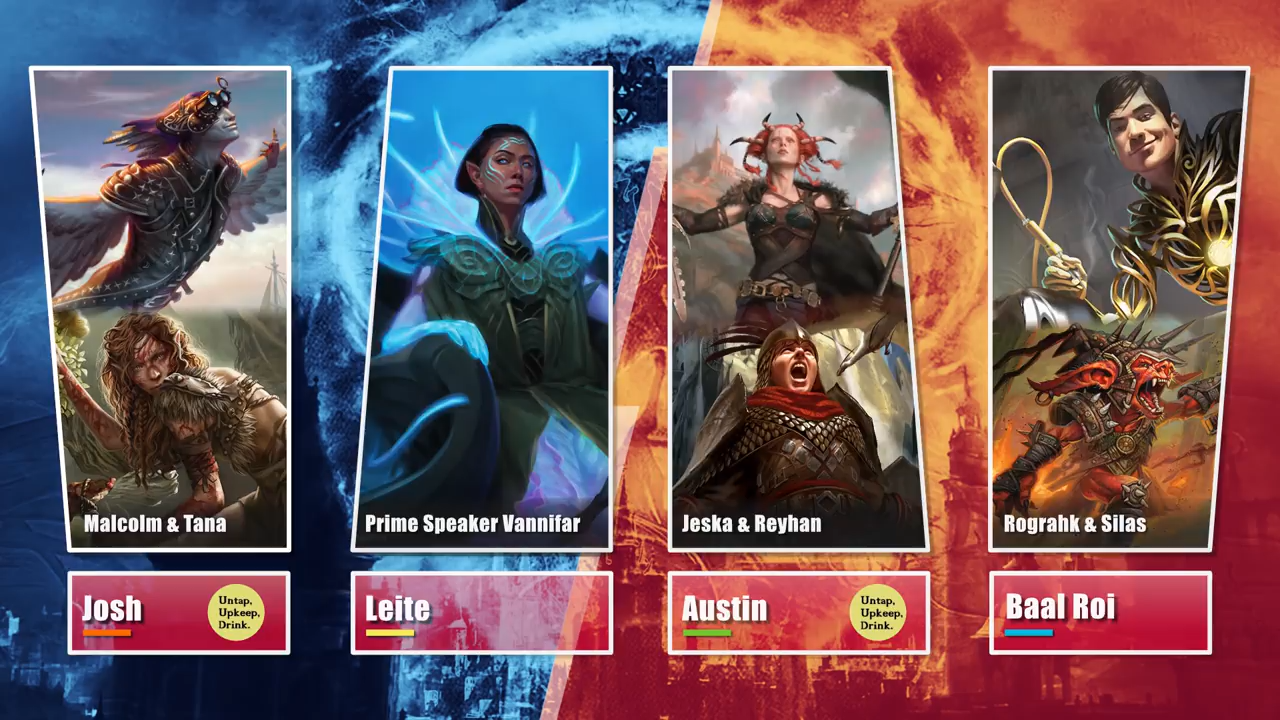 Malcolm & Tana
Prime Speaker Vannifar
Jeska & Reyhan
Rograhk & Silas
Josh
Untap,
Upkeep,
Drink.
Leite
Austin
Untap,
Upkeep,
Drink.
Baal Roi